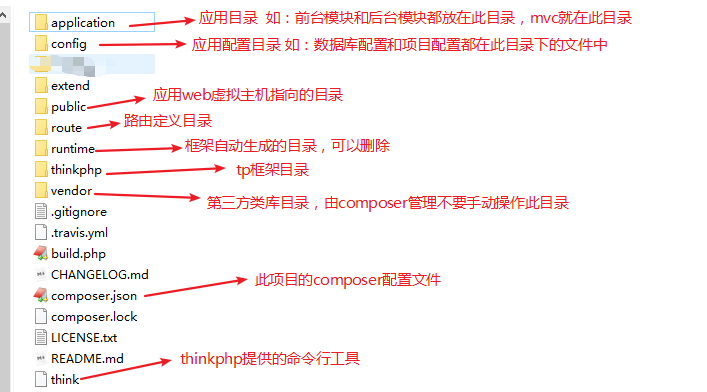 application 应用目录 如：前台模块和后台模块都放在此目录，mvc就在此目录
config 应用配置目录 如：数据库配置和项目配置都在此目录下的文件中
extend
public 应用web虚拟主机指向的目录
route 路由定义目录
runtime 框架自动生成的目录，可以删除
thinkphp tp框架目录
vendor 第三方类库目录，由composer管理不要手动操作此目录
.gitignore
.travis.yml
build.php
CHANGELOG.md
composer.json 此项目的composer配置文件
composer.lock
LICENSE.txt
README.md
think thinkphp提供的命令行工具